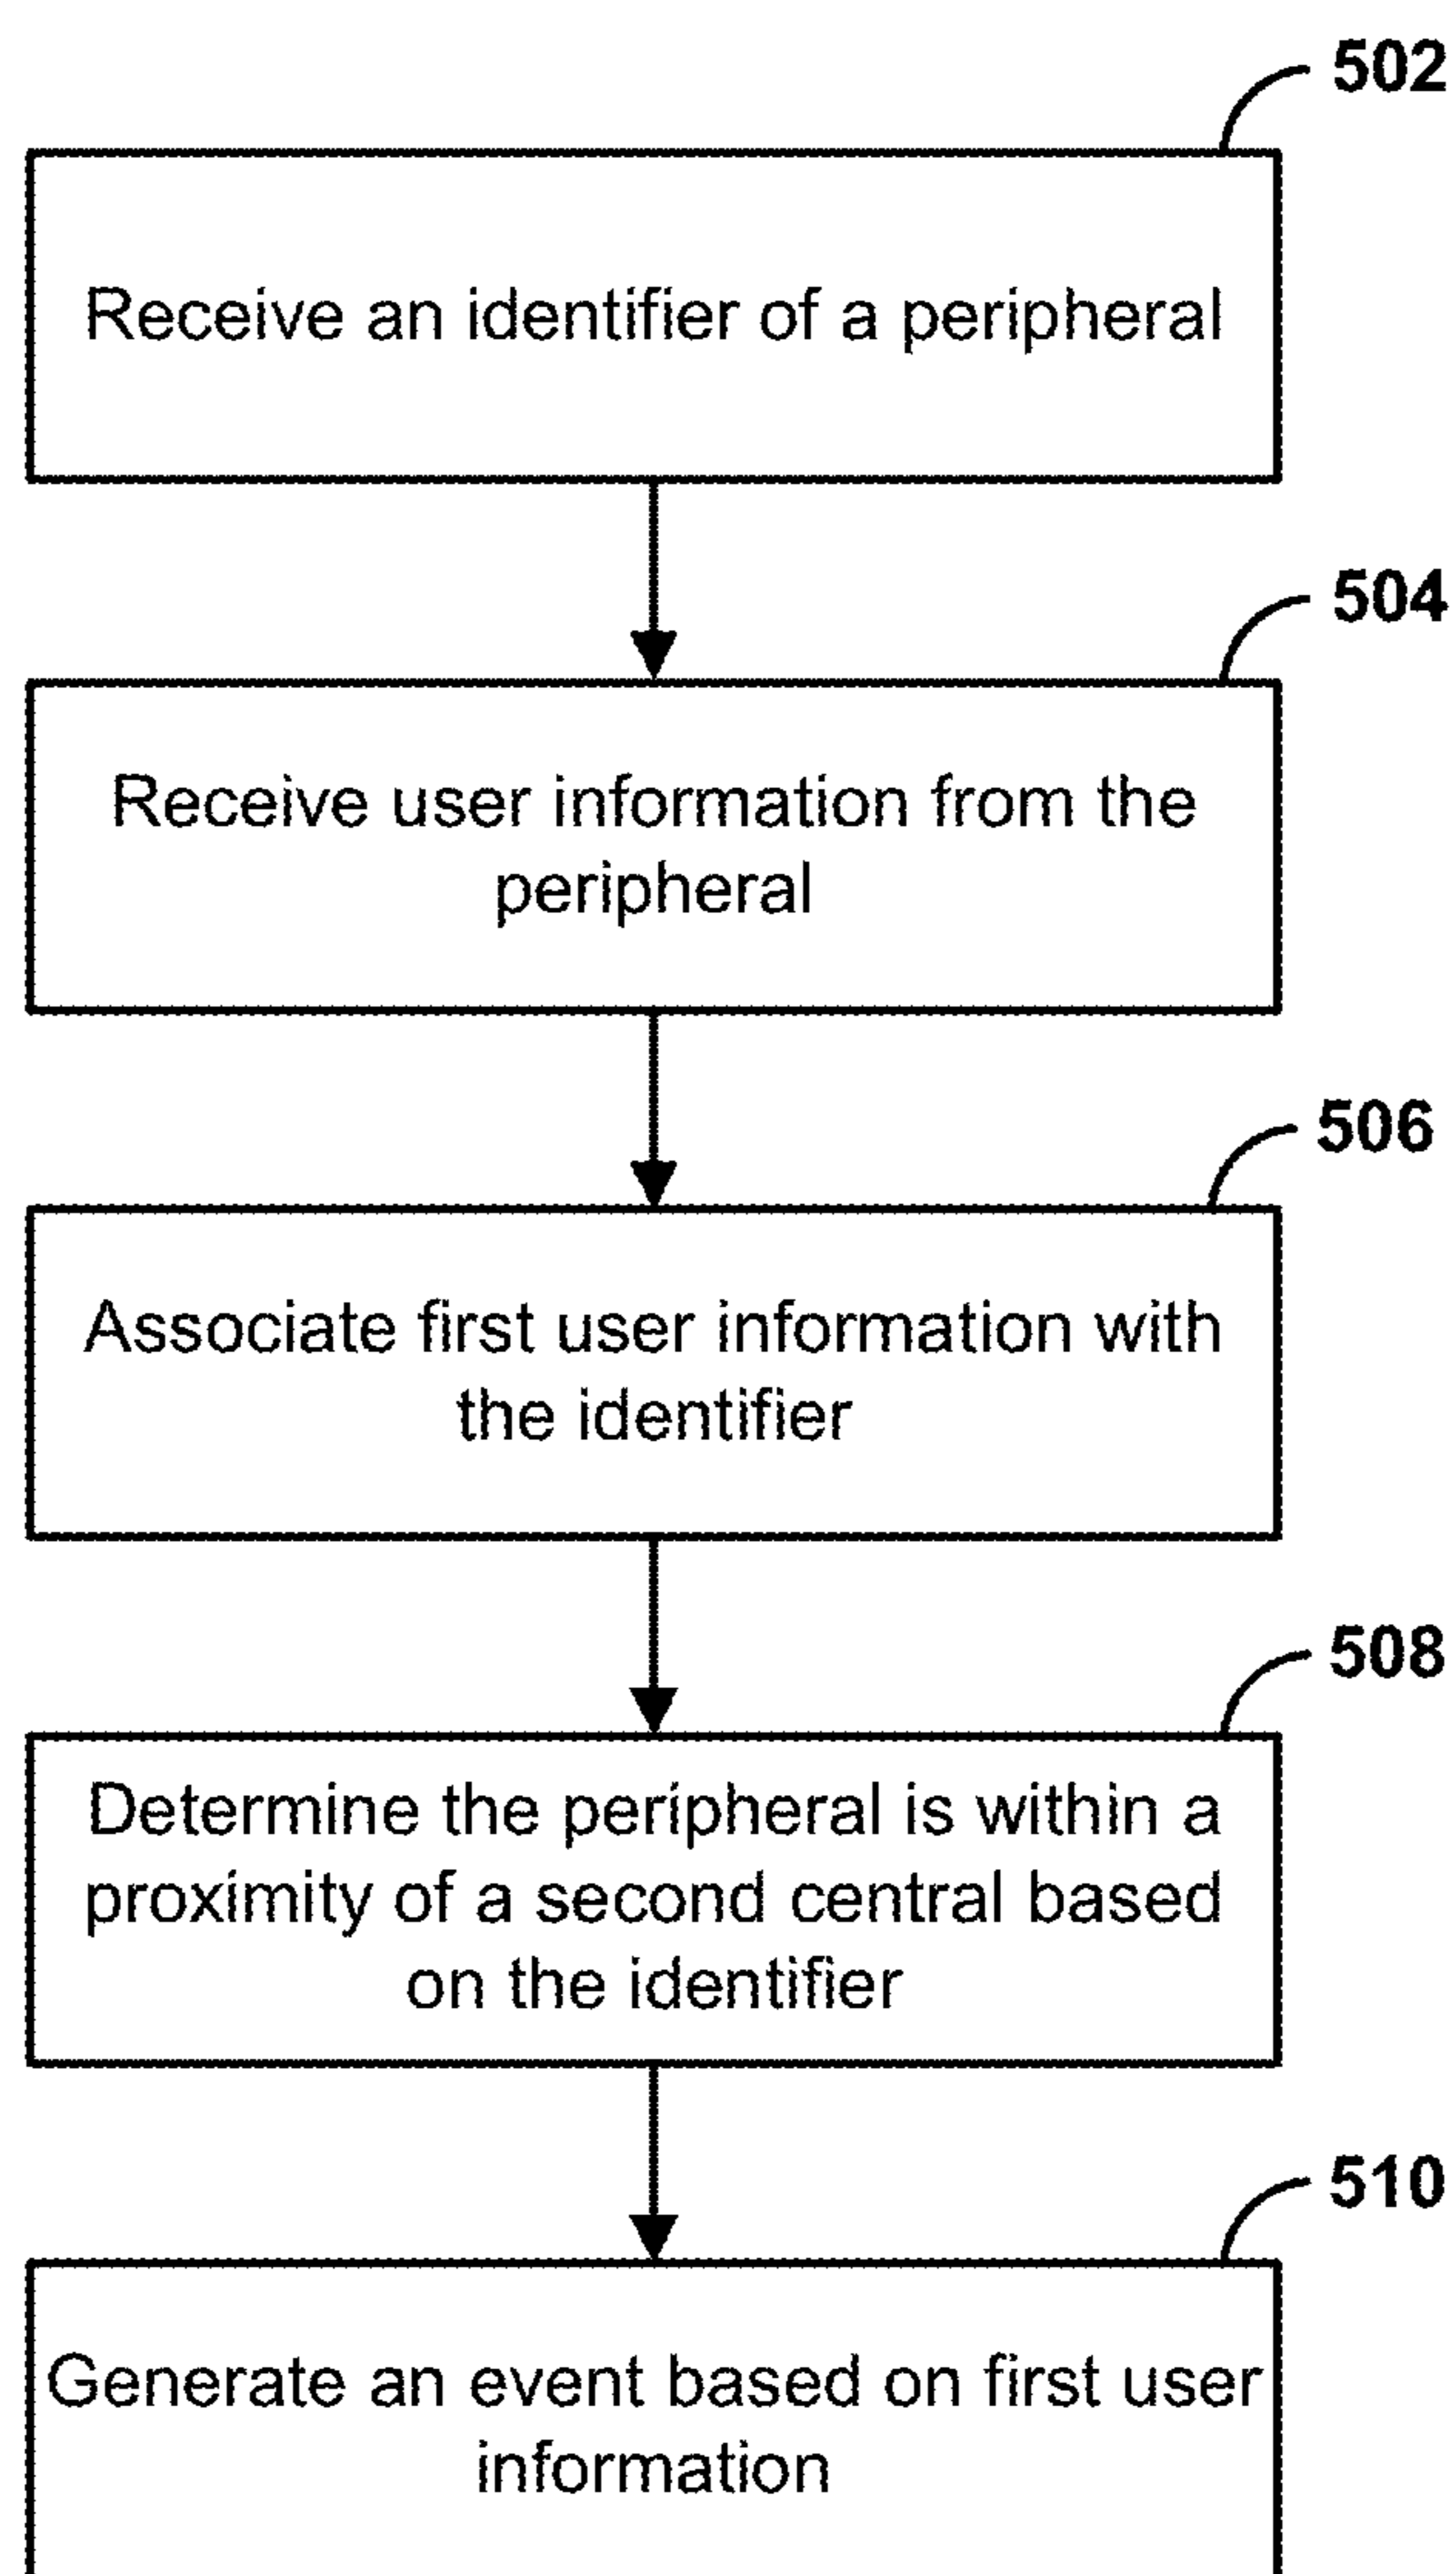 502
Receive an identifier of a peripheral
504
Receive user information from the
peripheral
506
Associate first user information with
the identifier
508
Determine the peripheral is within a
proximity of a second central based
on the identifier
510
Generate an event based on first user
information